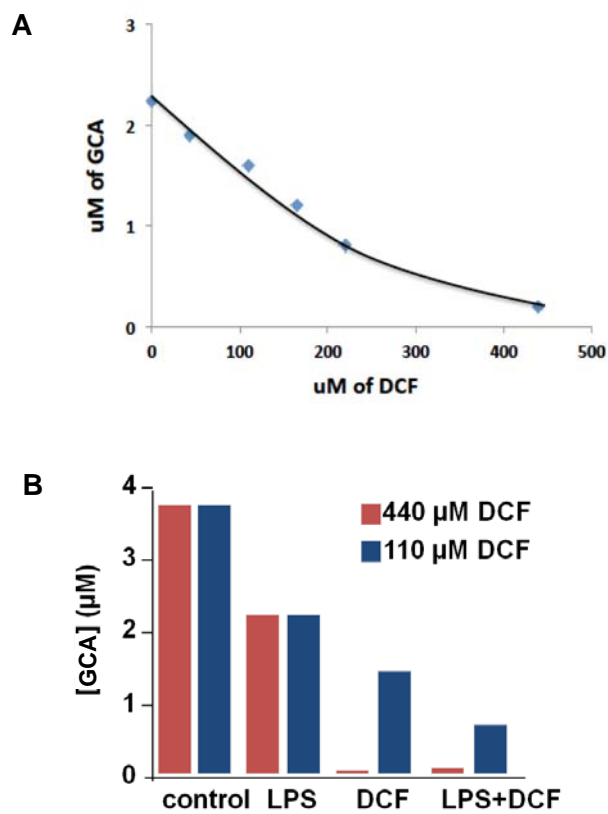 A
uM of GCA
3
2
1
0
0 100 200 300 400 500
uM of DCF
B
[GCA] (µM)
4
3
2
1
0
440 µM DCF
110 µM DCF
control LPS DCF LPS+DCF